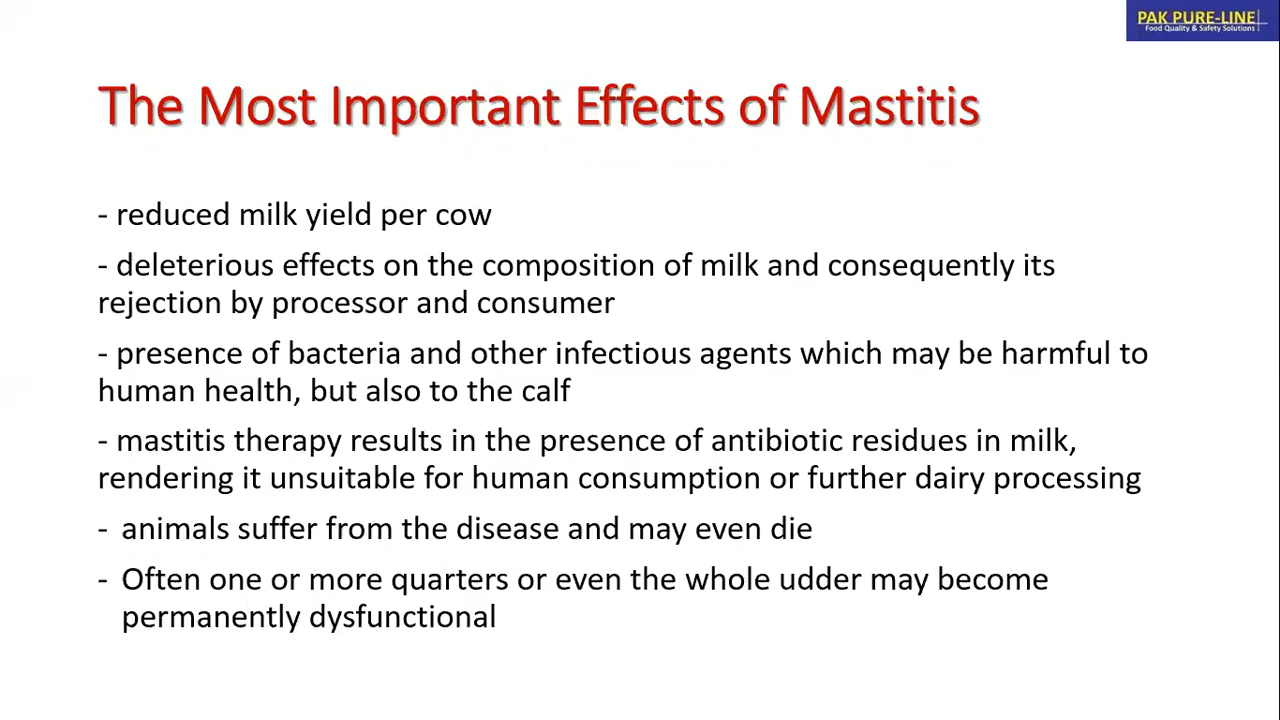 PAK PURE-LINE
Food Quality & Safety Solutions
The Most Important Effects of Mastitis
- reduced milk yield per cow
- deleterious effects on the composition of milk and consequently its
rejection by processor and consumer
- presence of bacteria and other infectious agents which may be harmful to
human health, but also to the calf
- mastitis therapy results in the presence of antibiotic residues in milk,
rendering it unsuitable for human consumption or further dairy processing
- animals suffer from the disease and may even die
- Often one or more quarters or even the whole udder may become
permanently dysfunctional